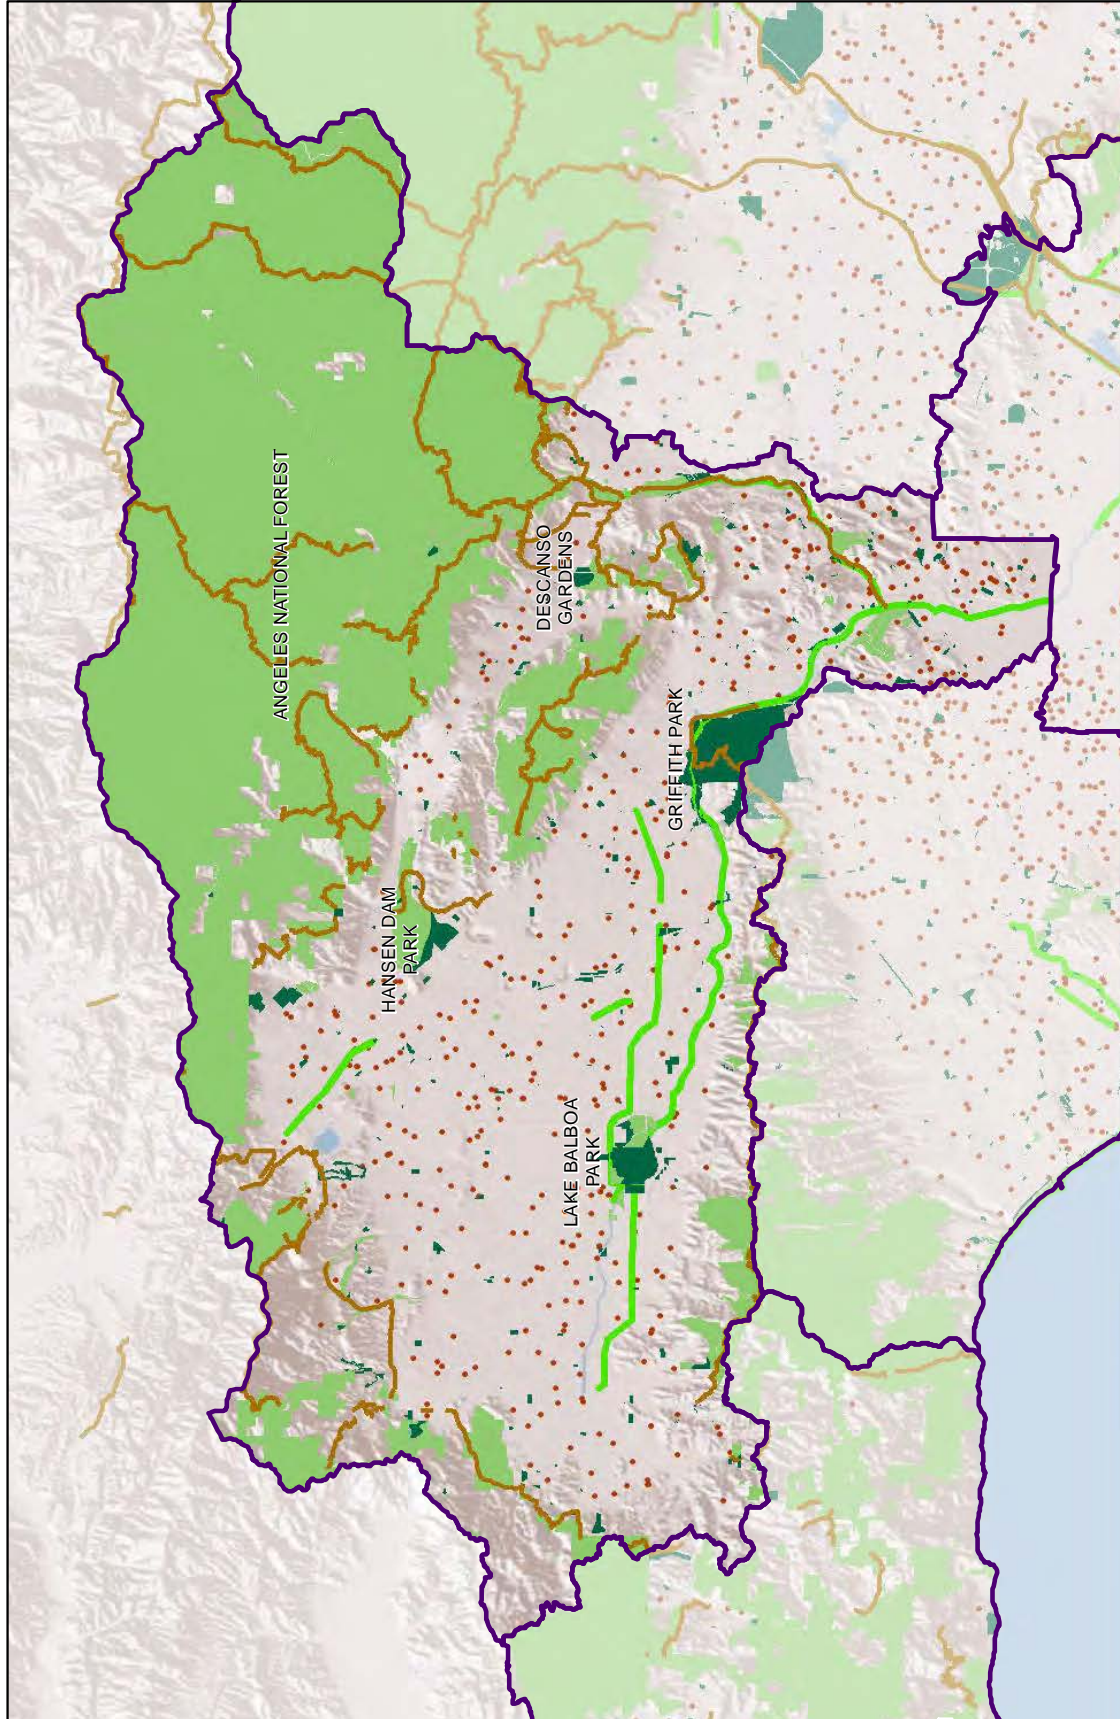 ANGELES NATIONAL FOREST
DESCANSO
GARDENS
HANSEN DAM
PARK
GRIFFITH PARK
LAKE BALBOA
PARK